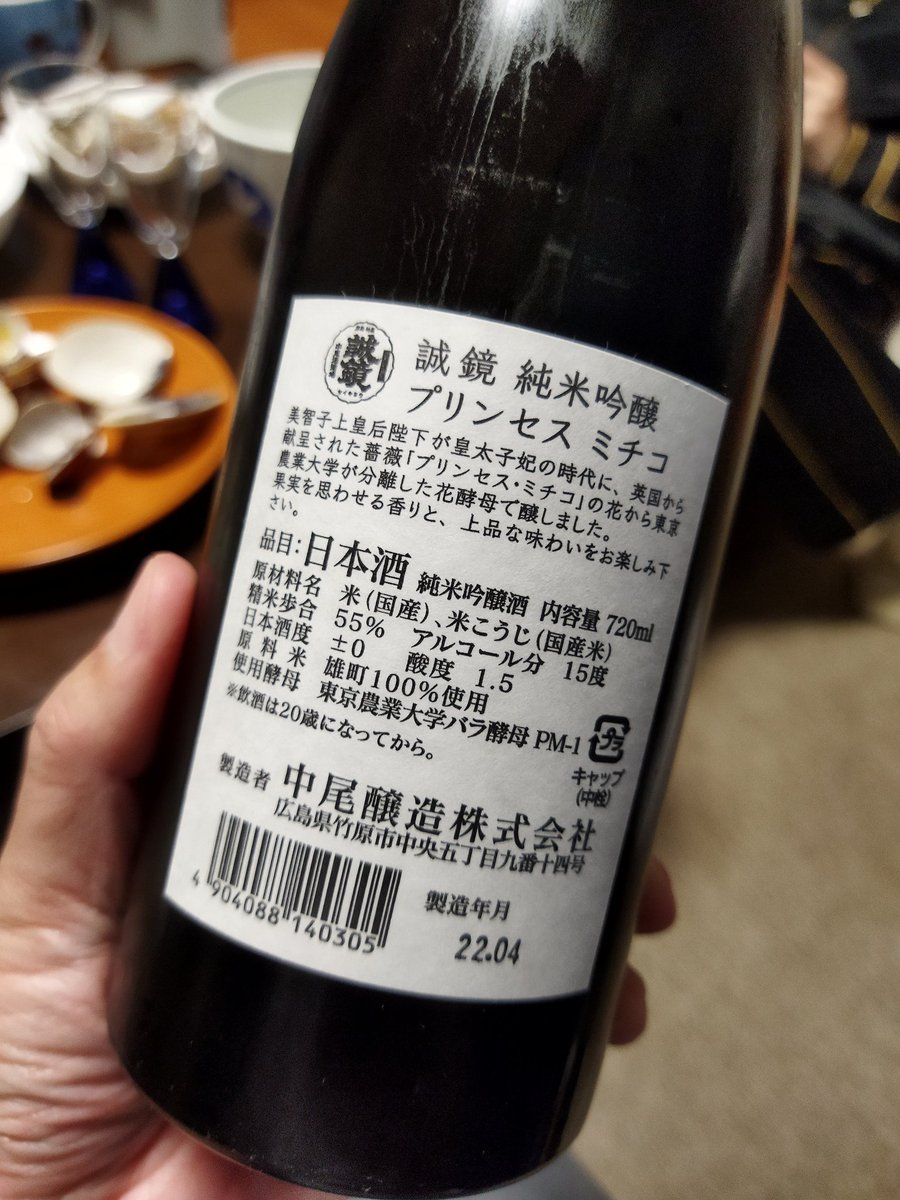 誠鏡
誠鏡 純米吟醸
プリンセス ミチコ
美智子上皇后陛下が皇太子妃の時代に、英国から
献呈された薔薇「プリンセス・ミチコ」の花から東京
農業大学が分離した花酵母で醸しました。
果実を思わせる香りと、上品な味わいをお楽しみ下
さい。
品目:日本酒 純米吟醸酒 内容量 720ml
原材料名 米(国産)、米こうじ(国産米)
精米歩合 55% アルコール分 15度
日本酒度 ±0 酸度 1.5
原料米 雄町100%使用
使用酵母 東京農業大学バラ酵母 PM-1
※飲酒は20歳になってから。
プラ
キャップ
(中栓)
製造者 中尾醸造株式会社
広島県竹原市中央五丁目九番十四号
4 904088 140305
製造年月
22.04